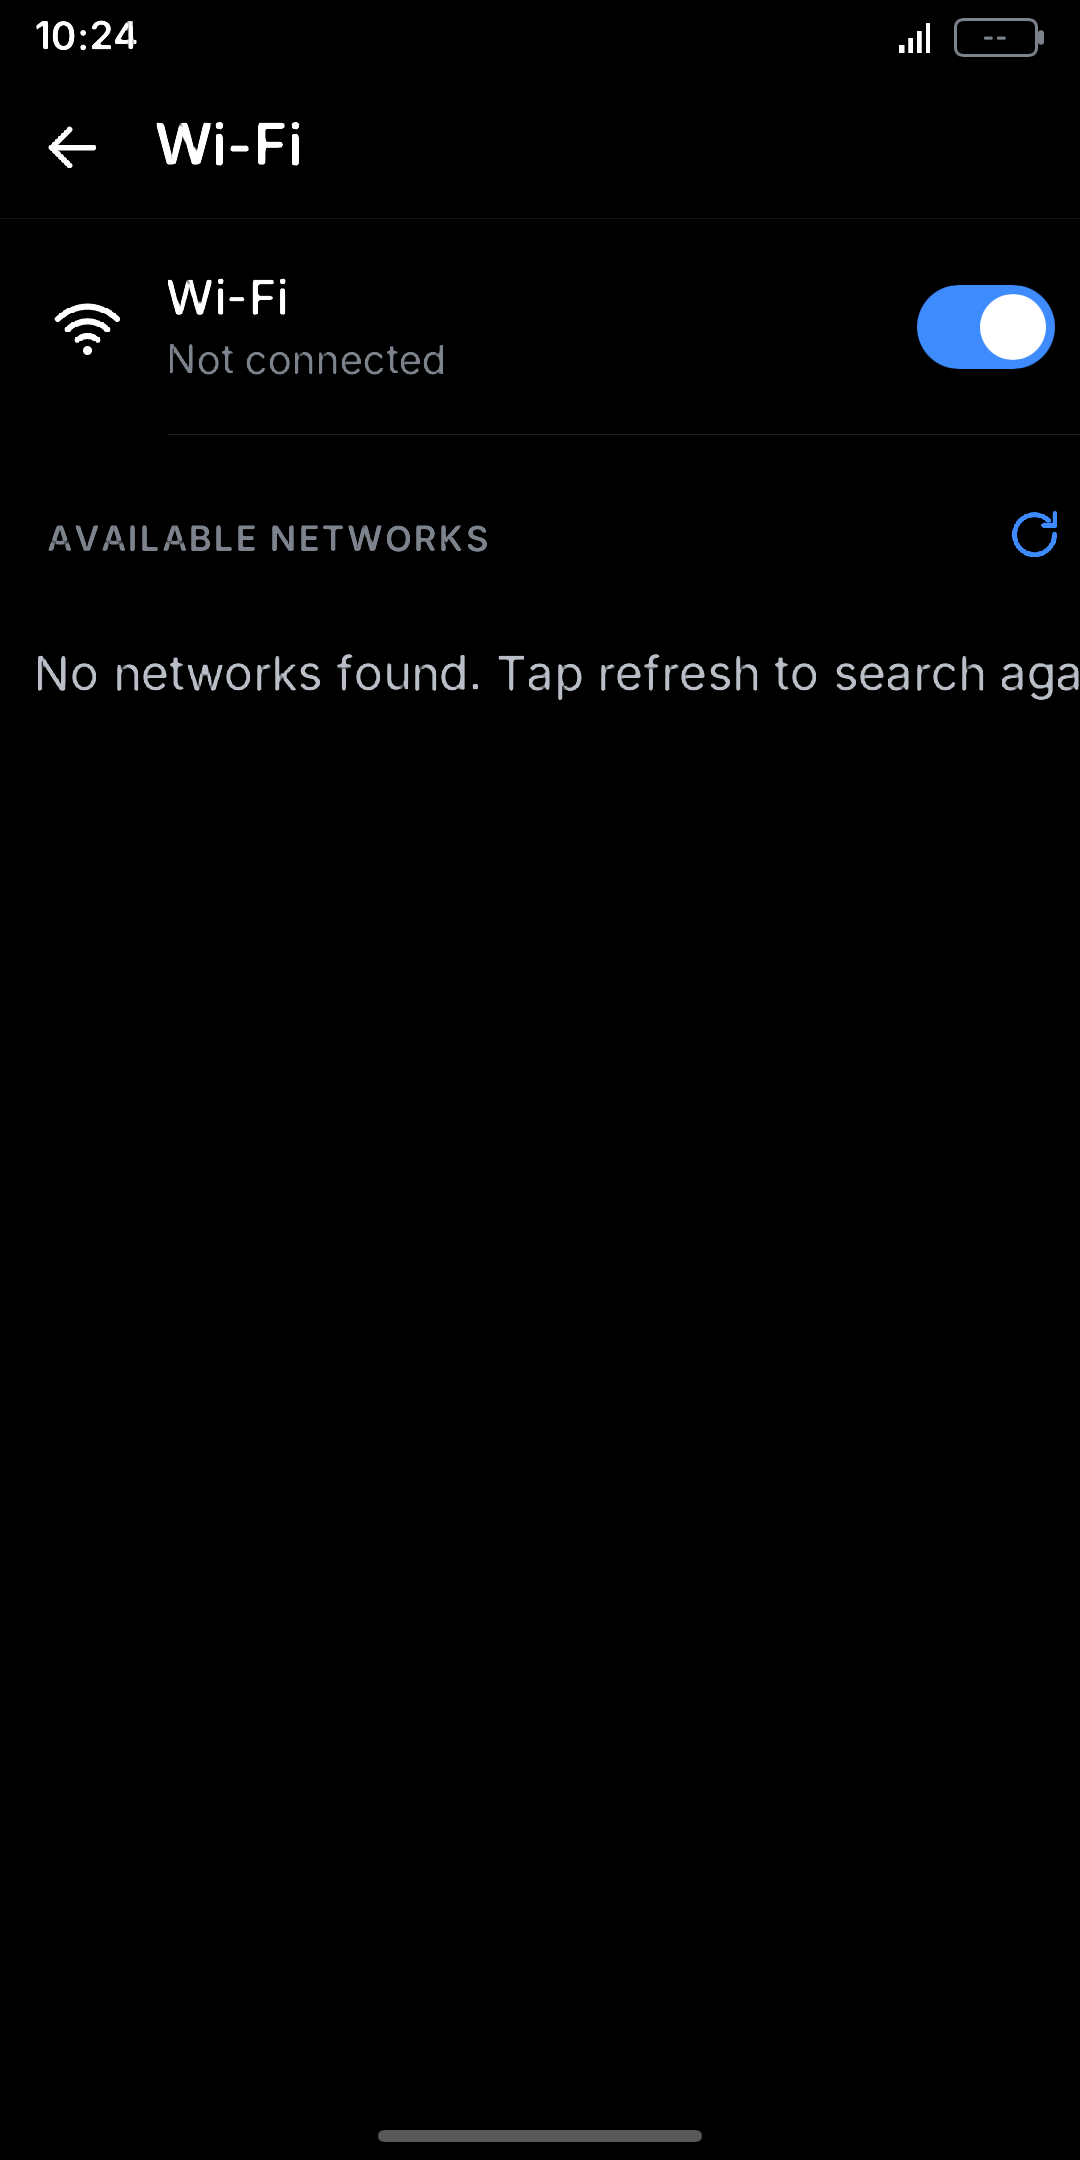 10:24
--
Wi-Fi
Wi-Fi
Not connected
AVAILABLE NETWORKS
No networks found. Tap refresh to search aga